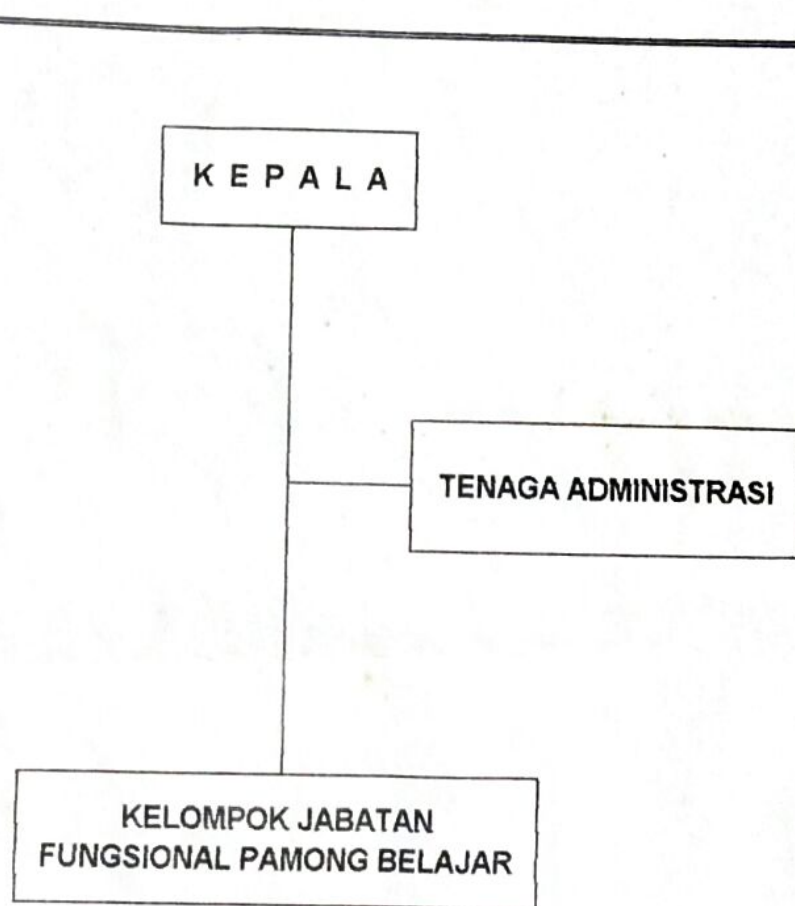 K E P A L A
TENAGA ADMINISTRASI
KELOMPOK JABATAN
FUNGSIONAL PAMONG BELAJAR